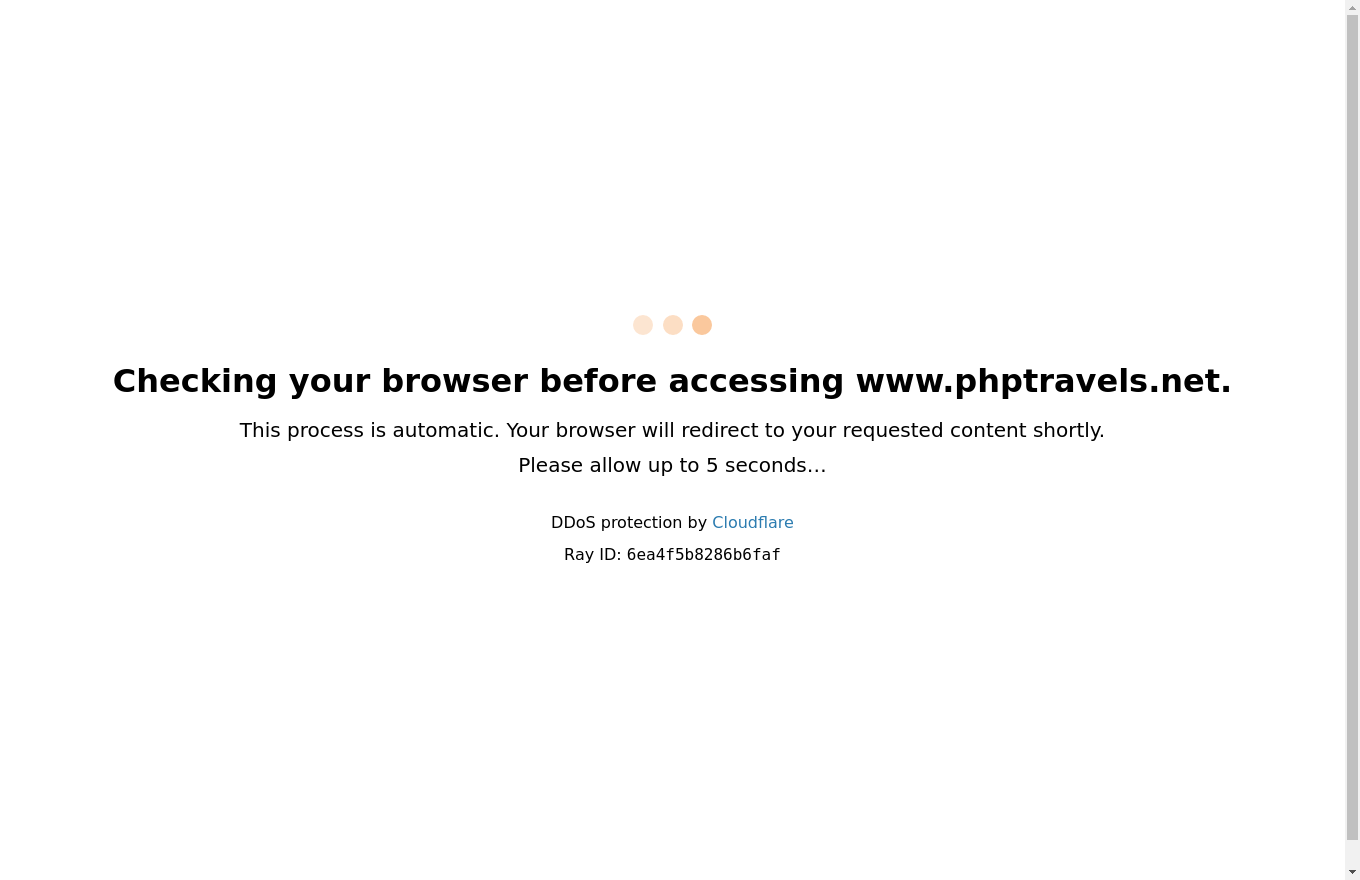 Checking your browser before accessing www.phptravels.net.
This process is automatic. Your browser will redirect to your requested content shortly.
Please allow up to 5 seconds…
DDoS protection by Cloudflare
Ray ID: 6ea4f5b8286b6faf